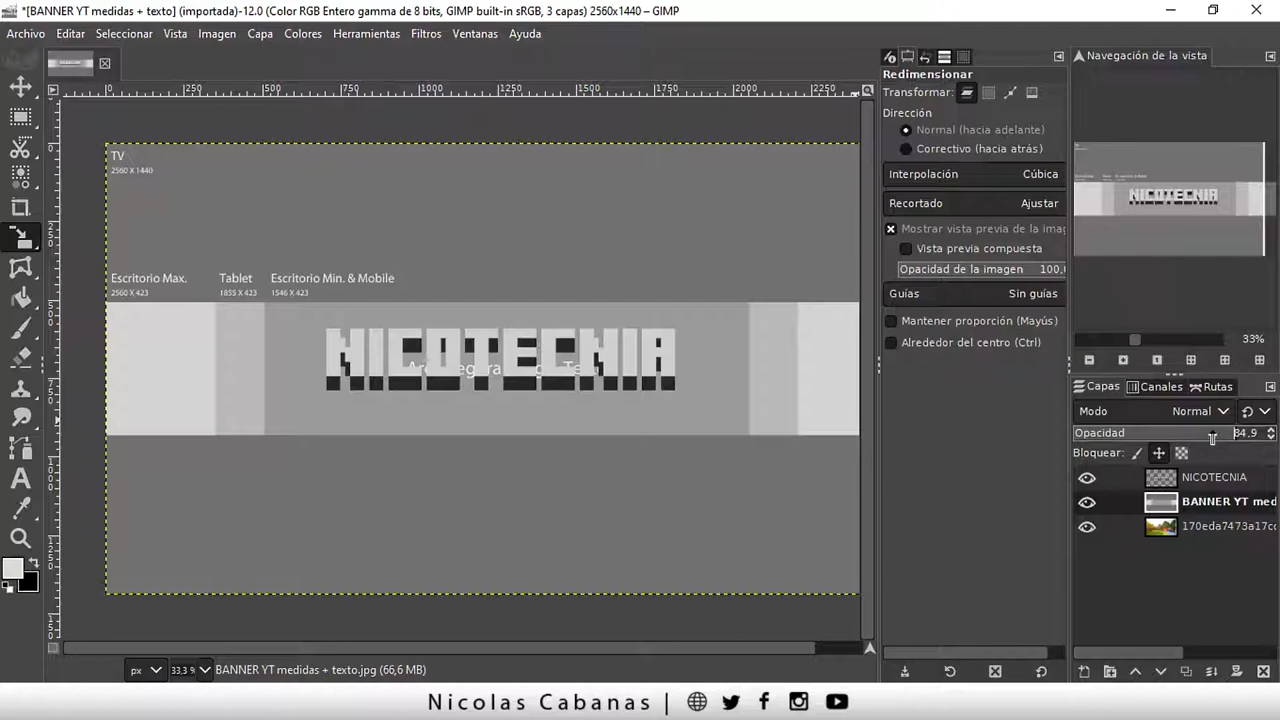 *[BANNER YT medidas + texto] (importada)-12.0 (Color RGB Entero gamma de 8 bits, GIMP built-in sRGB, 3 capas) 2560x1440 – GIMP
Archivo Editar Seleccionar Vista Imagen Capa Colores Herramientas Filtros Ventanas Ayuda
Navegación de la vista
Redimensionar
Transformar:
Dirección
Normal (hacia adelante)
Correctivo (hacia atrás)
Interpolación Cúbica
Recortado Ajustar
Mostrar vista previa de la imag
Vista previa compuesta
Opacidad de la imagen 100,
Guías Sin guías
Mantener proporción (Mayús)
Alrededor del centro (Ctrl)
0 500 1000 1500 1750 2000 2250
TV
2560 X 1440
Escritorio Max. Tablet Escritorio Min. & Mobile
2560 X 423 1855 X 423 1546 X 423
NICOTECNIA
NICOTECNIA
33%
Capas Canales Rutas
Modo Normal
Opacidad 84,9
Bloquear:
NICOTECNIA
BANNER YT med
170eda7473a17cc
px 33,3 % BANNER YT medidas + texto.jpg (66,6 MB)
Nicolas Cabanas |